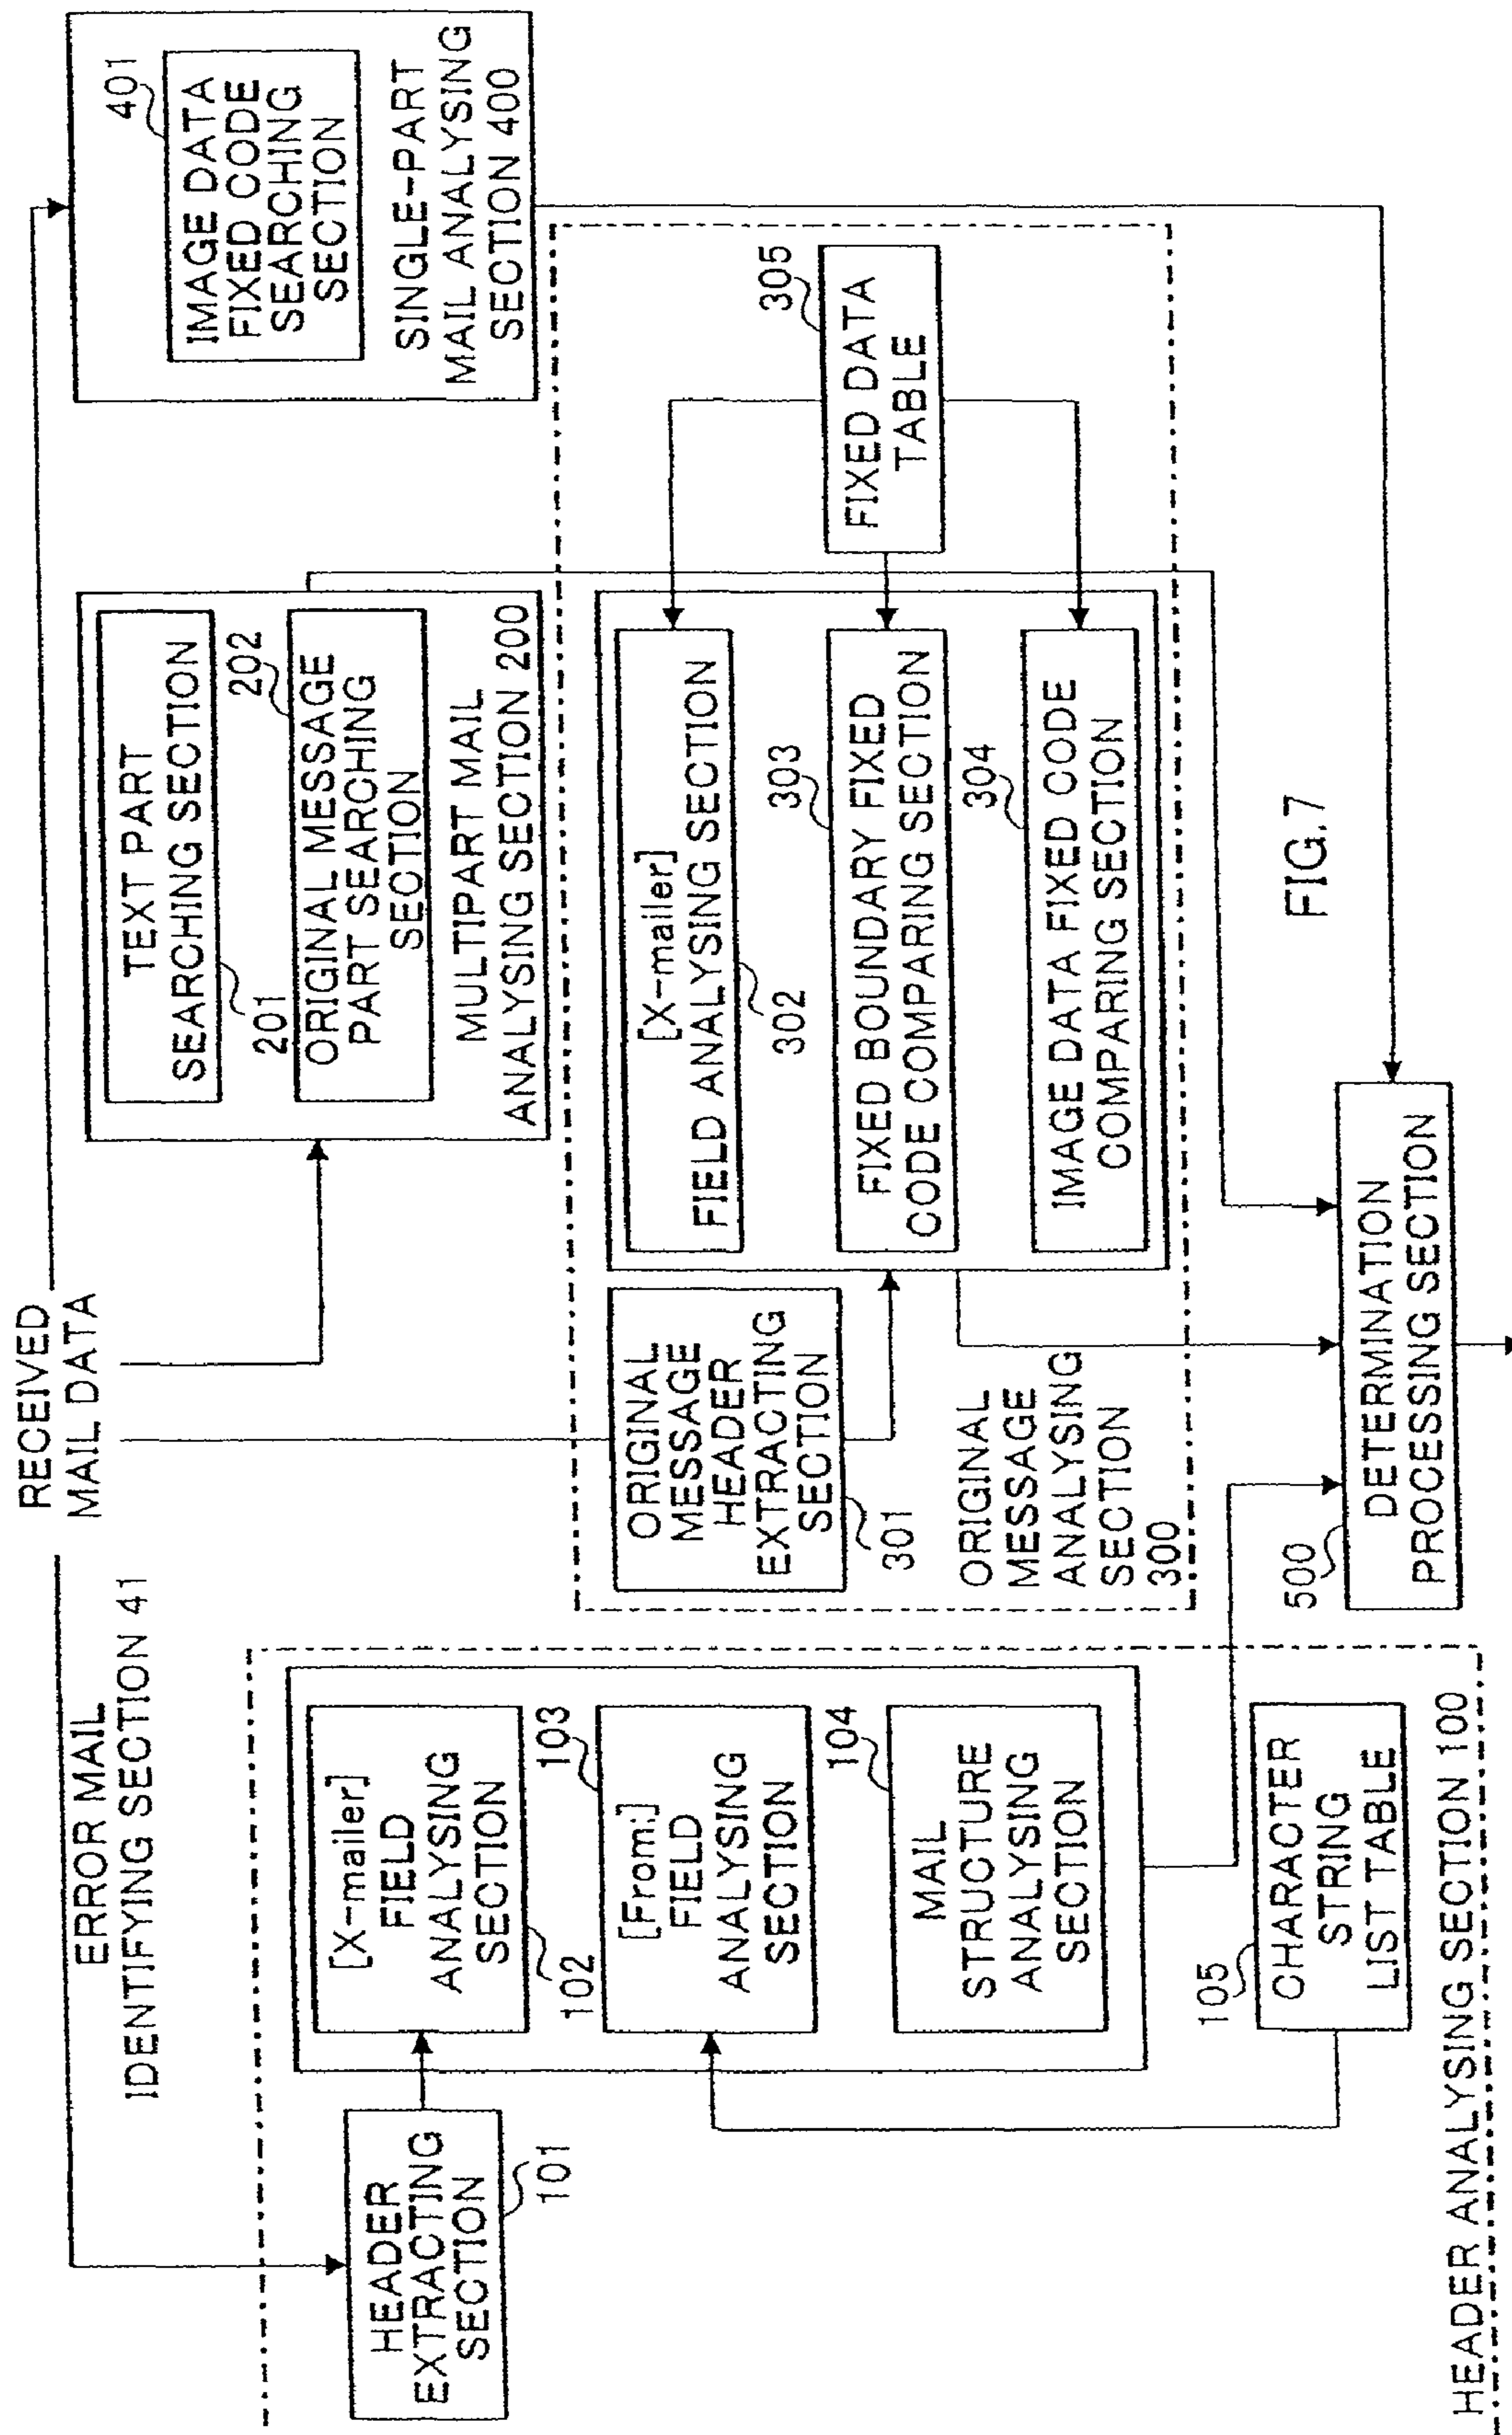 RECEIVED
MAIL DATA
ERROR MAIL
IDENTIFYING SECTION 41
HEADER
EXTRACTING
SECTION
101
[X-mailer]
FIELD
ANALYSING
SECTION
102
103
[From:]
FIELD
ANALYSING
SECTION
104
MAIL
STRUCTURE
ANALYSING
SECTION
105
CHARACTER
STRING
LIST TABLE
HEADER ANALYSING SECTION 100
TEXT PART
SEARCHING SECTION
201
202
ORIGINAL MESSAGE
PART SEARCHING
SECTION
MULTIPART MAIL
ANALYSING SECTION 200
ORIGINAL
MESSAGE
HEADER
EXTRACTING
SECTION
301
ORIGINAL
MESSAGE
ANALYSING
SECTION
300
[X-mailer]
FIELD ANALYSING SECTION
302
303
FIXED BOUNDARY FIXED
CODE COMPARING SECTION
304
IMAGE DATA FIXED CODE
COMPARING SECTION
305
FIXED DATA
TABLE
401
IMAGE DATA
FIXED CODE
SEARCHING
SECTION
SINGLE-PART
MAIL ANALYSING
SECTION 400
500
DETERMINATION
PROCESSING SECTION
FIG.7